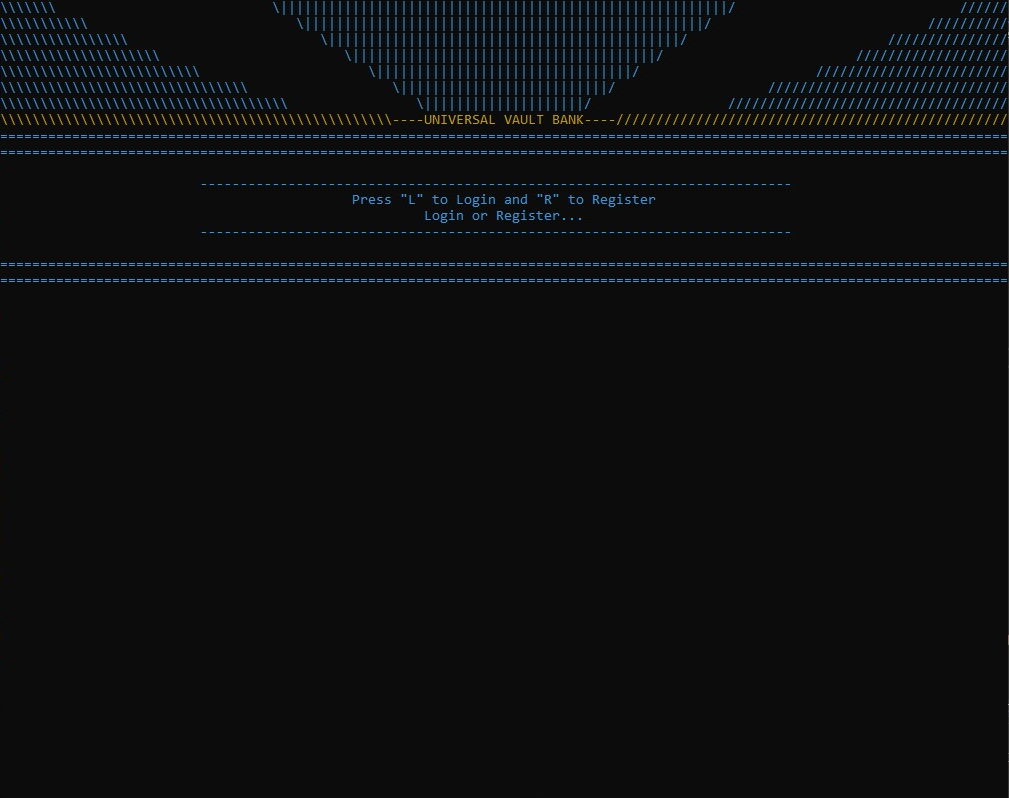 ----UNIVERSAL VAULT BANK----
Press "L" to Login and "R" to Register
Login or Register...